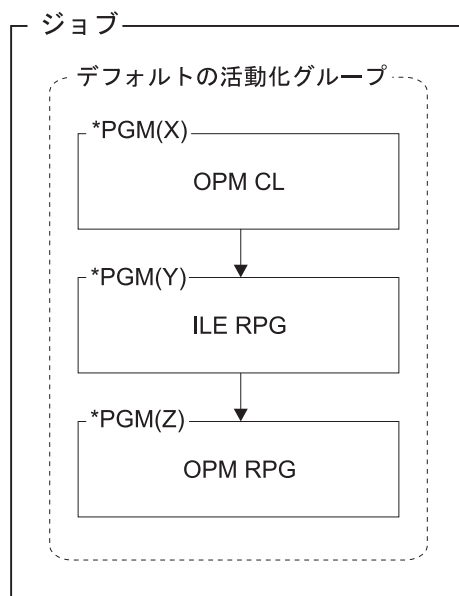 ジョブ
デフォルトの活動化グループ
*PGM(X)
OPM CL
*PGM(Y)
ILE RPG
*PGM(Z)
OPM RPG